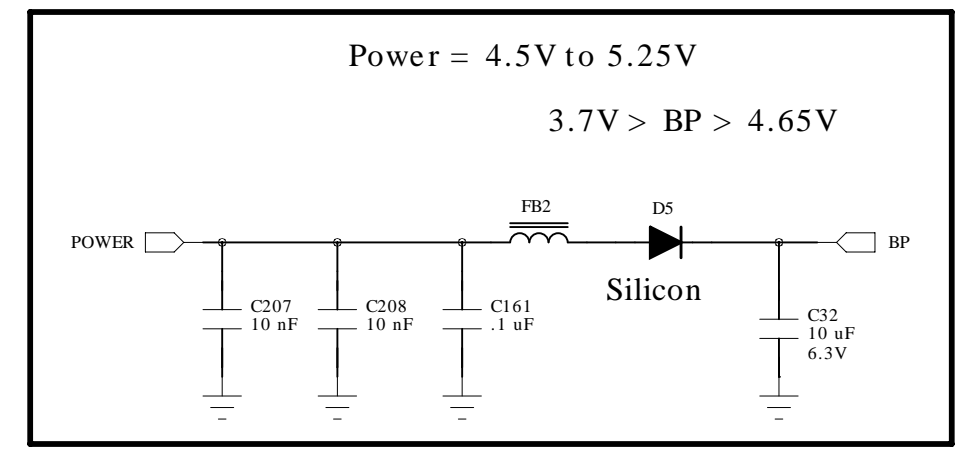 Power = 4.5V to 5.25V
3.7V > BP > 4.65V
FB2
D5
POWER
BP
Silicon
C207
10 nF
C208
10 nF
C161
.1 uF
C32
10 uF
6.3V